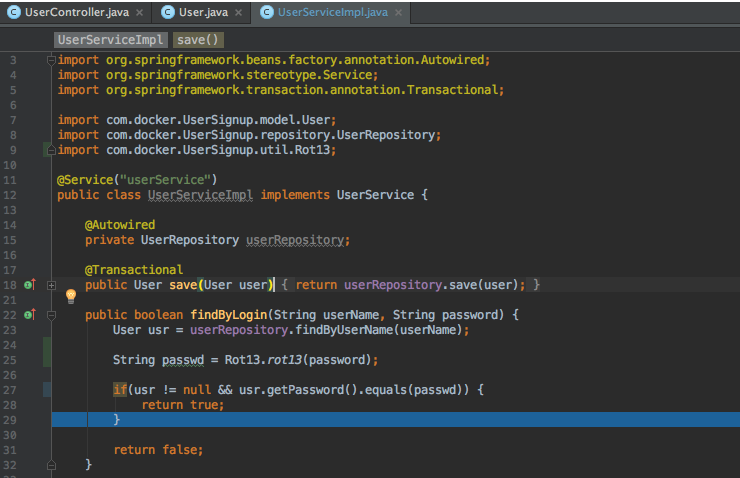 UserController.java × User.java × UserServiceImpl.java ×
UserServiceImpl save()
3 import org.springframework.beans.factory.annotation.Autowired;
4 import org.springframework.stereotype.Service;
5 import org.springframework.transaction.annotation.Transactional;
6
7 import com.docker.UserSignup.model.User;
8 import com.docker.UserSignup.repository.UserRepository;
9 import com.docker.UserSignup.util.Rot13;
10
11 @Service("userService")
12 public class UserServiceImpl implements UserService {
13
14 @Autowired
15 private UserRepository userRepository;
16
17 @Transactional
18 public User save(User user) { return userRepository.save(user); }
21
22 public boolean findByLogin(String userName, String password) {
23 User usr = userRepository.findByUserName(userName);
24
25 String passwd = Rot13.rot13(password);
26
27 if(usr != null && usr.getPassword().equals(passwd)) {
28 return true;
29 }
30
31 return false;
32 }